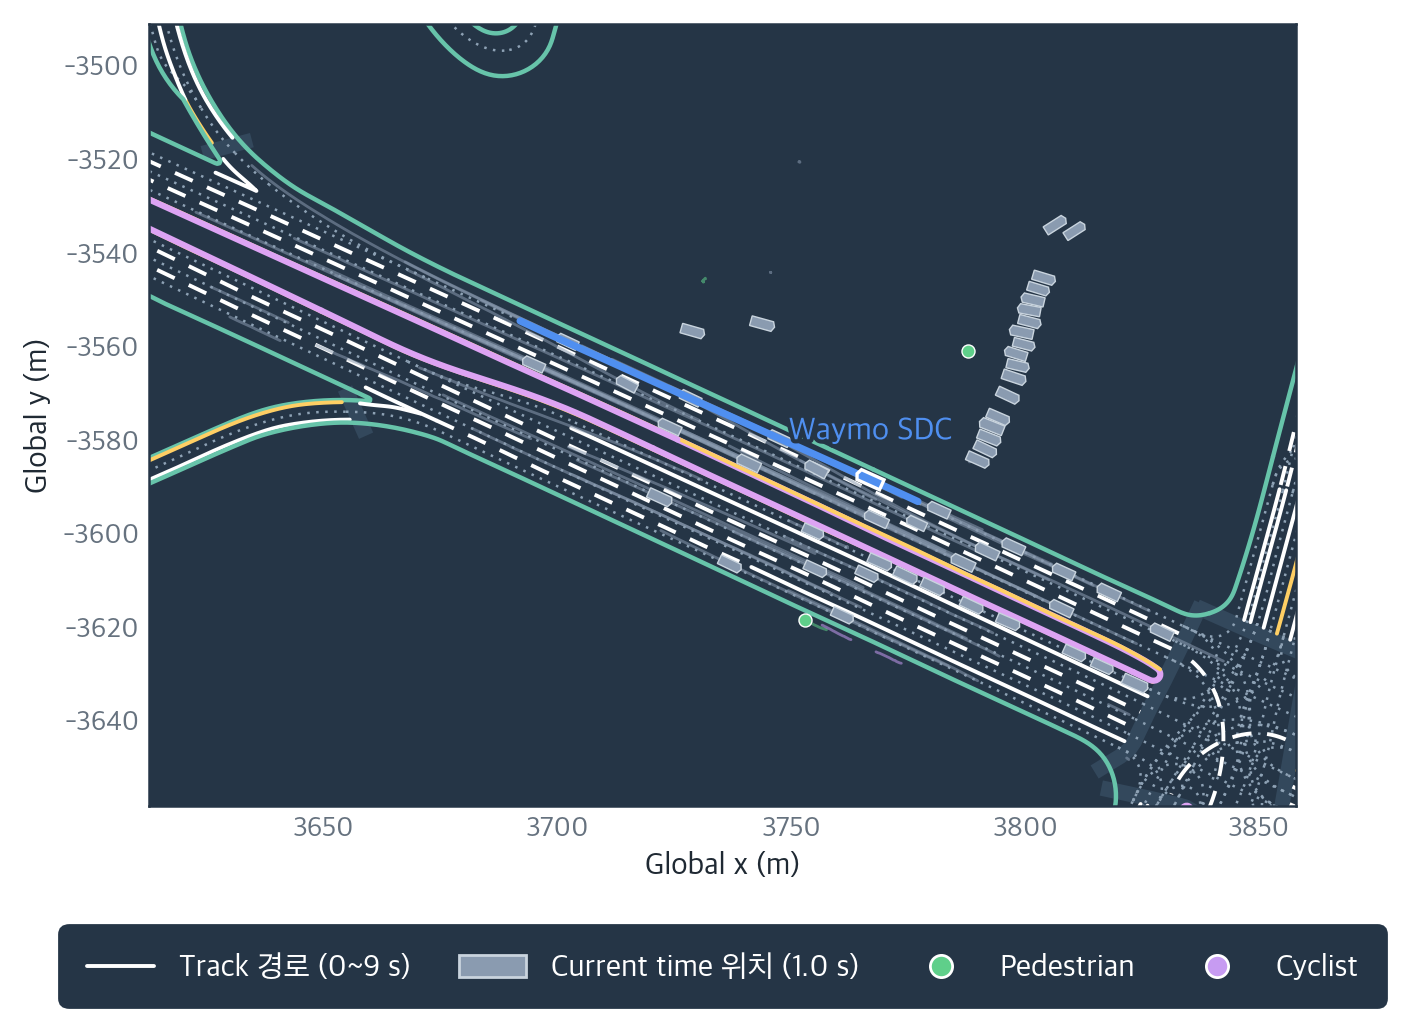 -3500
-3520
-3540
-3560
-3580
-3600
-3620
-3640
Global y (m)
Waymo SDC
3650 3700 3750 3800 3850
Global x (m)
Track 경로 (0~9 s) Current time 위치 (1.0 s) Pedestrian Cyclist